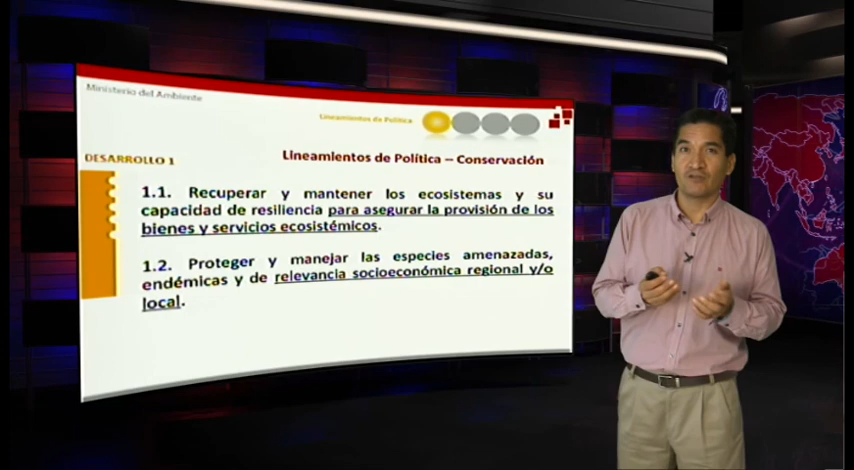 Ministerio del Ambiente
Lineamientos de Política
DESARROLLO 1
Lineamientos de Política – Conservación
1.1. Recuperar y mantener los ecosistemas y su
capacidad de resiliencia para asegurar la provisión de los
bienes y servicios ecosistémicos.
1.2. Proteger y manejar las especies amenazadas,
endémicas y de relevancia socioeconómica regional y/o
local.